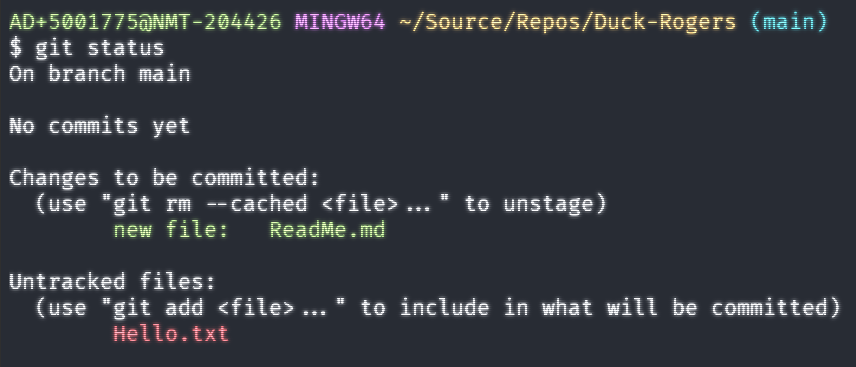 AD+5001775@NMT-204426 MINGW64 ~/Source/Repos/Duck-Rogers (main)
$ git status
On branch main

No commits yet

Changes to be committed:
  (use "git rm --cached <file>..." to unstage)
        new file:   ReadMe.md

Untracked files:
  (use "git add <file>..." to include in what will be committed)
        Hello.txt